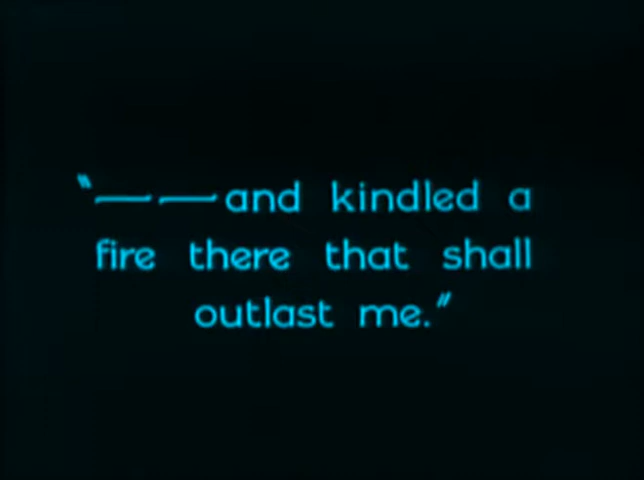 "——and kindled a
fire there that shall
outlast me."